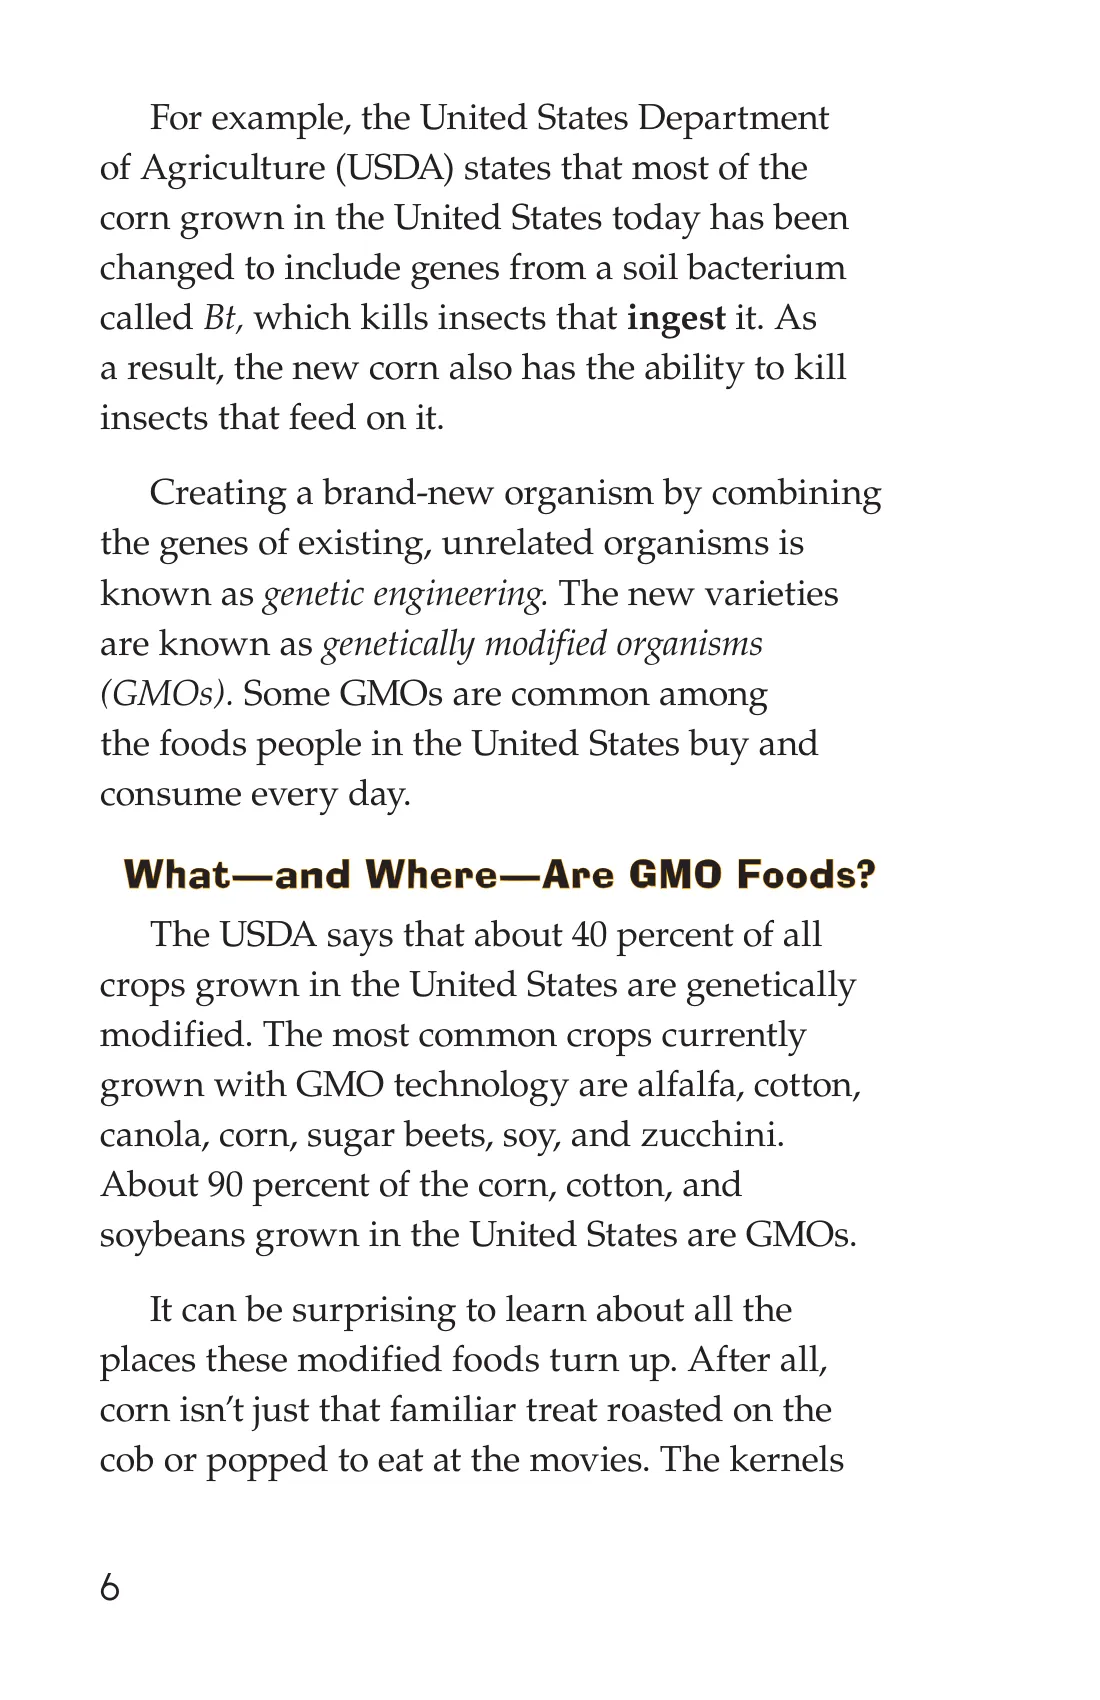 For example, the United States Department
of Agriculture (USDA) states that most of the
corn grown in the United States today has been
changed to include genes from a soil bacterium
called Bt, which kills insects that ingest it. As
a result, the new corn also has the ability to kill
insects that feed on it.
Creating a brand-new organism by combining
the genes of existing, unrelated organisms is
known as genetic engineering. The new varieties
are known as genetically modified organisms
(GMOs). Some GMOs are common among
the foods people in the United States buy and
consume every day.
What—and Where—Are GMO Foods?
The USDA says that about 40 percent of all
crops grown in the United States are genetically
modified. The most common crops currently
grown with GMO technology are alfalfa, cotton,
canola, corn, sugar beets, soy, and zucchini.
About 90 percent of the corn, cotton, and
soybeans grown in the United States are GMOs.
It can be surprising to learn about all the
places these modified foods turn up. After all,
corn isn’t just that familiar treat roasted on the
cob or popped to eat at the movies. The kernels
6